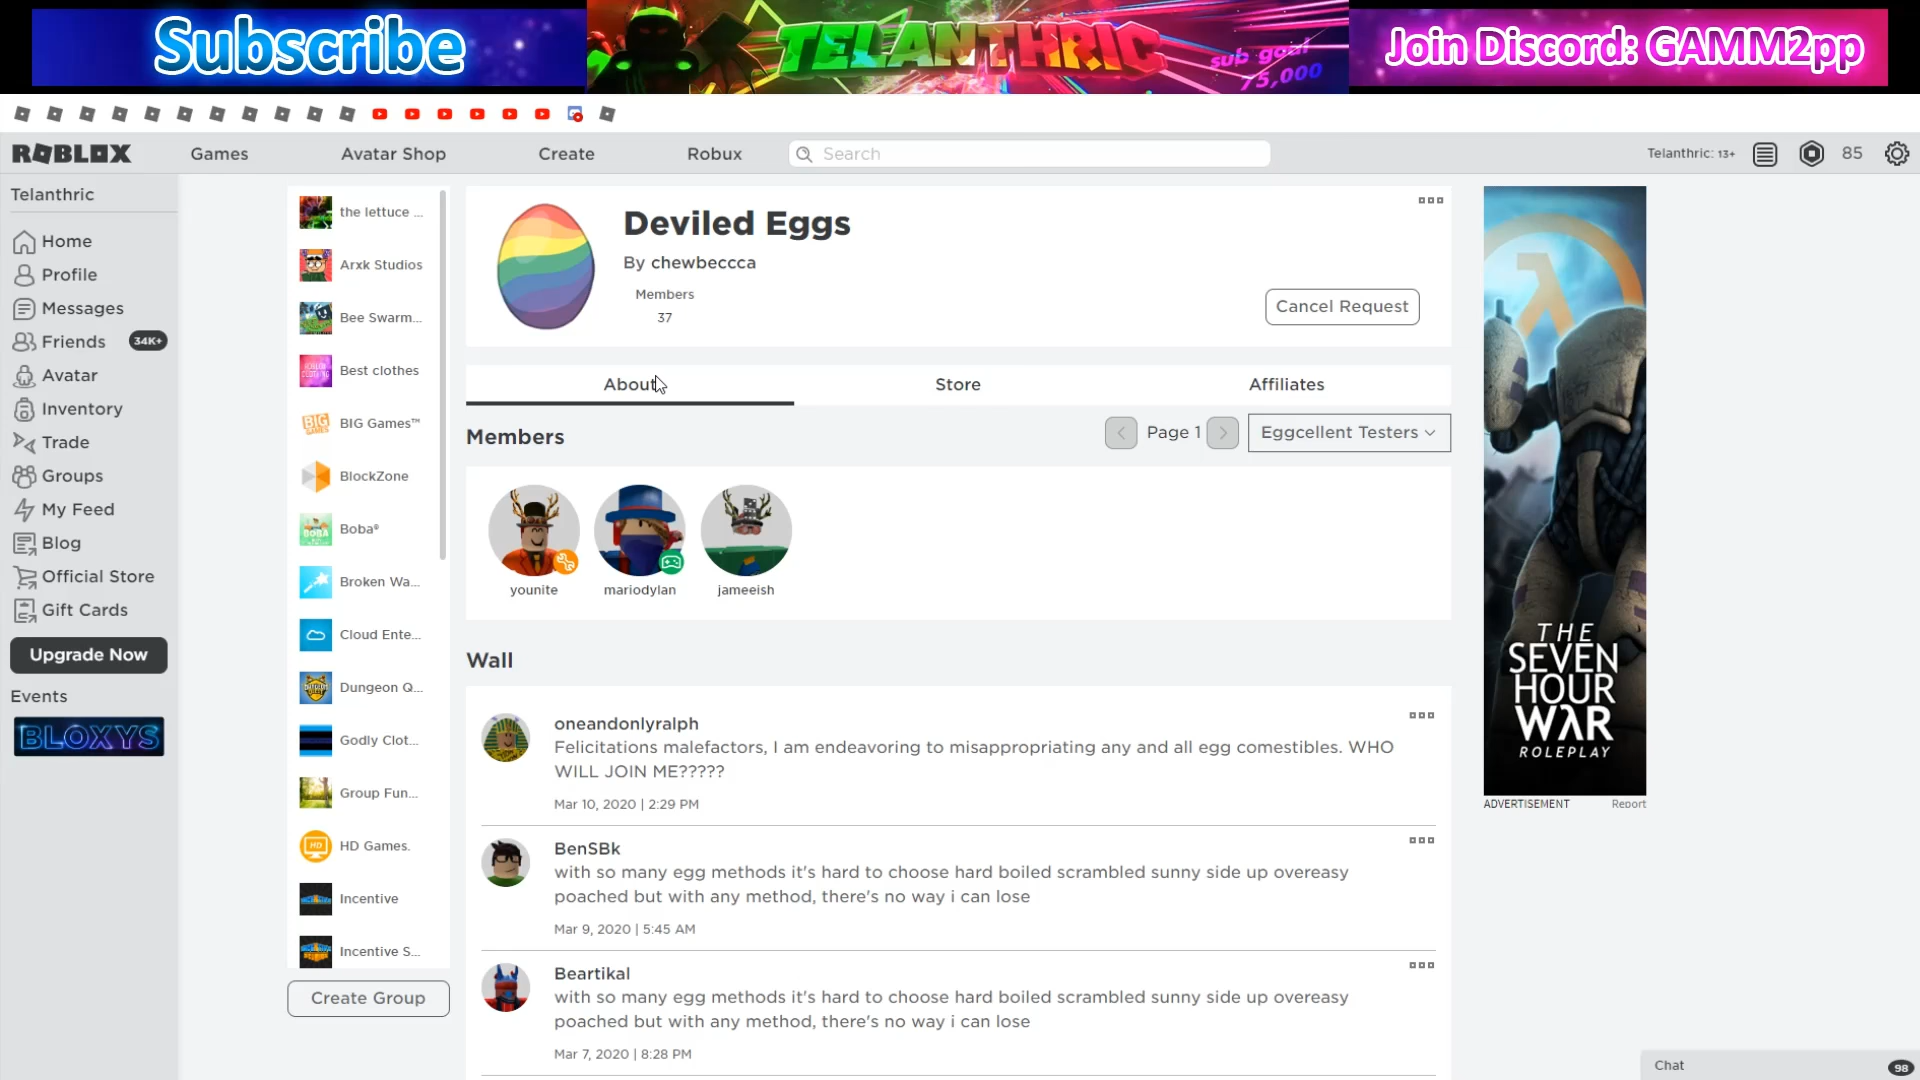 Subscribe
TELANTHRIC
sub goal
75,000
Join Discord: GAMM2pp
ROBLOX
Games
Avatar Shop
Create
Robux
Search
Telanthric: 13+
85
Telanthric
Home
Profile
Messages
Friends
34K+
Avatar
Inventory
Trade
Groups
My Feed
Blog
Official Store
Gift Cards
Upgrade Now
Events
BLOXYS
the lettuce ...
Arxk Studios
Bee Swarm...
Best clothes
BIG Games™
BlockZone
Boba®
Broken Wa...
Cloud Ente...
Dungeon Q...
Godly Clot...
Group Fun...
HD Games.
Incentive
Incentive S...
Create Group
Deviled Eggs
By chewbeccca
Members
37
Cancel Request
About
Store
Affiliates
Members
Page 1
Eggcellent Testers
younite
mariodylan
jameeish
Wall
oneandonlyralph
Felicitations malefactors, I am endeavoring to misappropriating any and all egg comestibles. WHO
WILL JOIN ME?????
Mar 10, 2020 | 2:29 PM
BenSBk
with so many egg methods it's hard to choose hard boiled scrambled sunny side up overeasy
poached but with any method, there's no way i can lose
Mar 9, 2020 | 5:45 AM
Beartikal
with so many egg methods it's hard to choose hard boiled scrambled sunny side up overeasy
poached but with any method, there's no way i can lose
Mar 7, 2020 | 8:28 PM
THE
SEVEN
HOUR
WAR
ROLEPLAY
ADVERTISEMENT
Report
Chat
98